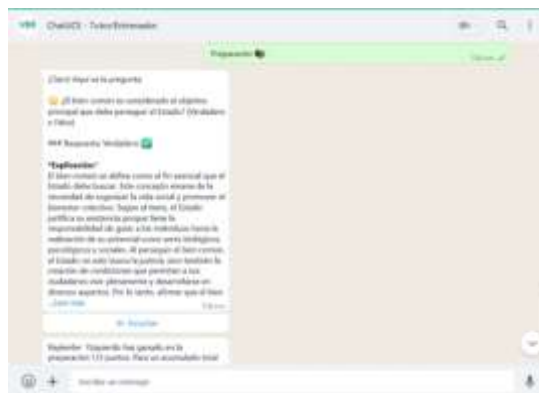 ChatUCS - Tutor/Entrenador
Preparación
¡Claro! Aquí va la pregunta:
¿El bien común es considerado el objetivo
principal que debe perseguir el Estado? (Verdadero
o Falso)
### Respuesta: Verdadero ✅
*Explicación:*
El bien común se define como el fin esencial que el
Estado debe buscar. Este concepto emana de la
necesidad de organizar la vida social y promover el
bienestar colectivo. Según el texto, el Estado
justifica su existencia porque tiene la
responsabilidad de guiar a los individuos hacia la
realización de su potencial como seres biológicos,
psicológicos y sociales. Al perseguir el bien común,
el Estado no solo busca la justicia, sino también la
creación de condiciones que permitan a sus
ciudadanos vivir plenamente y desarrollarse en
diversos aspectos. Por lo tanto, afirmar que el bien
...Leer más
Escuchar
has ganado en la
preparación 1/3 puntos. Para un acumulado total
Escribe un mensaje